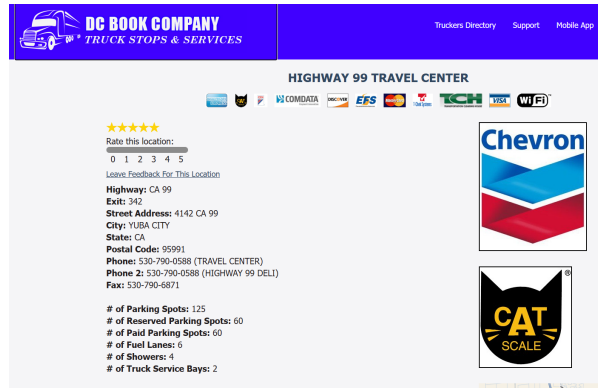 DC BOOK COMPANY
TRUCK STOPS & SERVICES
Truckers Directory Support Mobile App
HIGHWAY 99 TRAVEL CENTER
COMDATA DISCOVER EFS MasterCard TCH VISA Wi Fi
Rate this location:
0 1 2 3 4 5
Leave Feedback For This Location
Highway: CA 99
Exit: 342
Street Address: 4142 CA 99
City: YUBA CITY
State: CA
Postal Code: 95991
Phone: 530-790-0588 (TRAVEL CENTER)
Phone 2: 530-790-0588 (HIGHWAY 99 DELI)
Fax: 530-790-6871
# of Parking Spots: 125
# of Reserved Parking Spots: 60
# of Paid Parking Spots: 60
# of Fuel Lanes: 6
# of Showers: 4
# of Truck Service Bays: 2
Chevron
CAT
SCALE
®